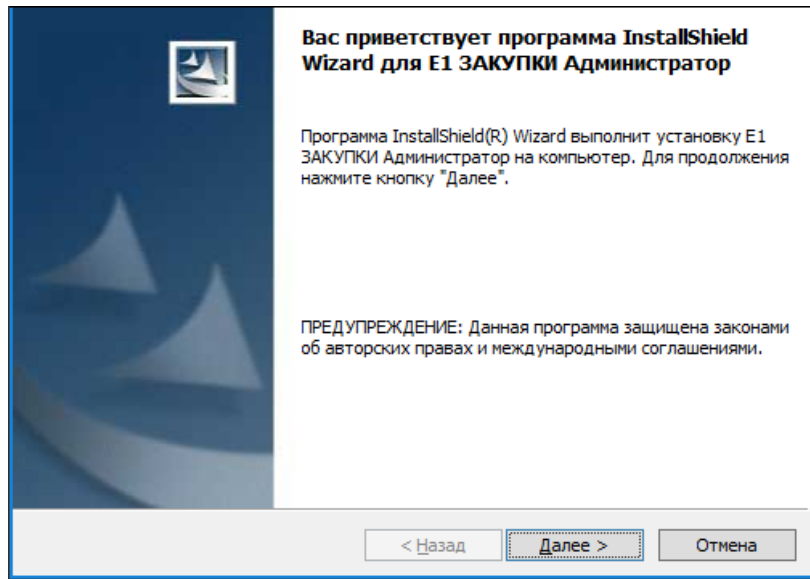 Вас приветствует программа InstallShield
Wizard для E1 ЗАКУПКИ Администратор
Программа InstallShield(R) Wizard выполнит установку E1
ЗАКУПКИ Администратор на компьютер. Для продолжения
нажмите кнопку "Далее".
ПРЕДУПРЕЖДЕНИЕ: Данная программа защищена законами
об авторских правах и международными соглашениями.
< Назад
Далее >
Отмена